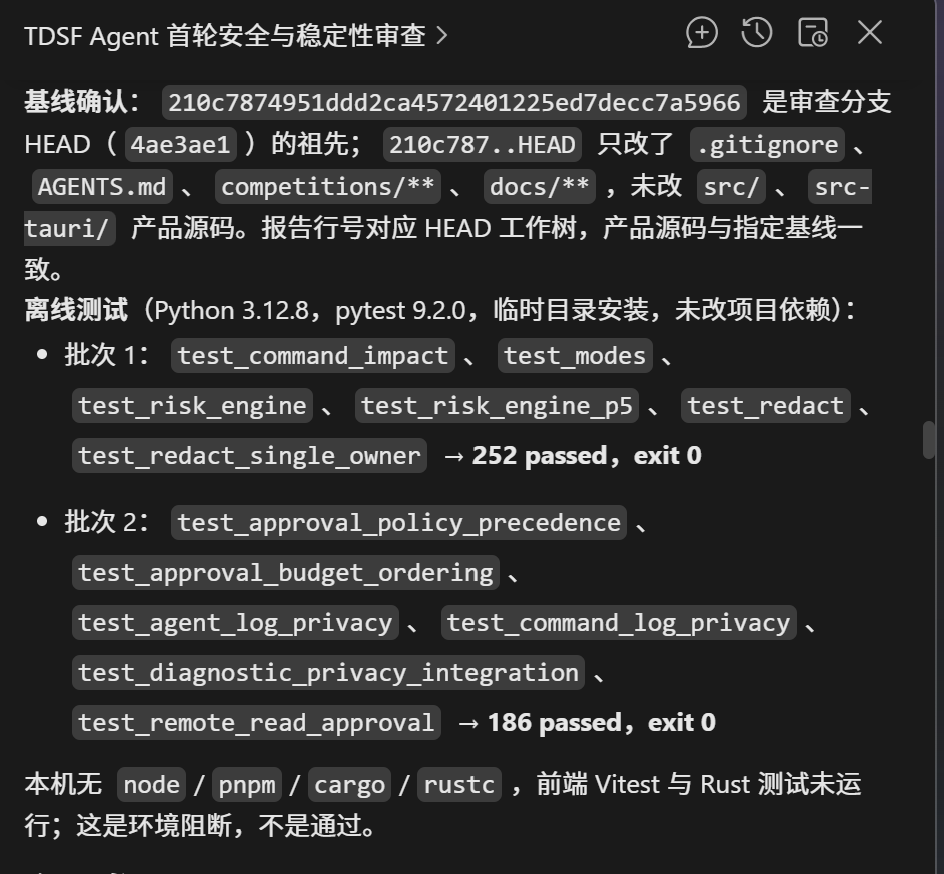 TDSF Agent 首轮安全与稳定性审查 >
基线确认： 210c7874951ddd2ca4572401225ed7decc7a5966 是审查分支
HEAD（ 4ae3ae1 ）的祖先； 210c787..HEAD 只改了 .gitignore 、
AGENTS.md 、 competitions/** 、 docs/** ，未改 src/ 、 src-
tauri/ 产品源码。报告行号对应 HEAD 工作树，产品源码与指定基线一
致。
离线测试（Python 3.12.8，pytest 9.2.0，临时目录安装，未改项目依赖）：
• 批次 1： test_command_impact 、 test_modes 、
test_risk_engine 、 test_risk_engine_p5 、 test_redact 、
test_redact_single_owner → 252 passed，exit 0
• 批次 2： test_approval_policy_precedence 、
test_approval_budget_ordering 、
test_agent_log_privacy 、 test_command_log_privacy 、
test_diagnostic_privacy_integration 、
test_remote_read_approval → 186 passed，exit 0
本机无 node / pnpm / cargo / rustc ，前端 Vitest 与 Rust 测试未运
行；这是环境阻断，不是通过。